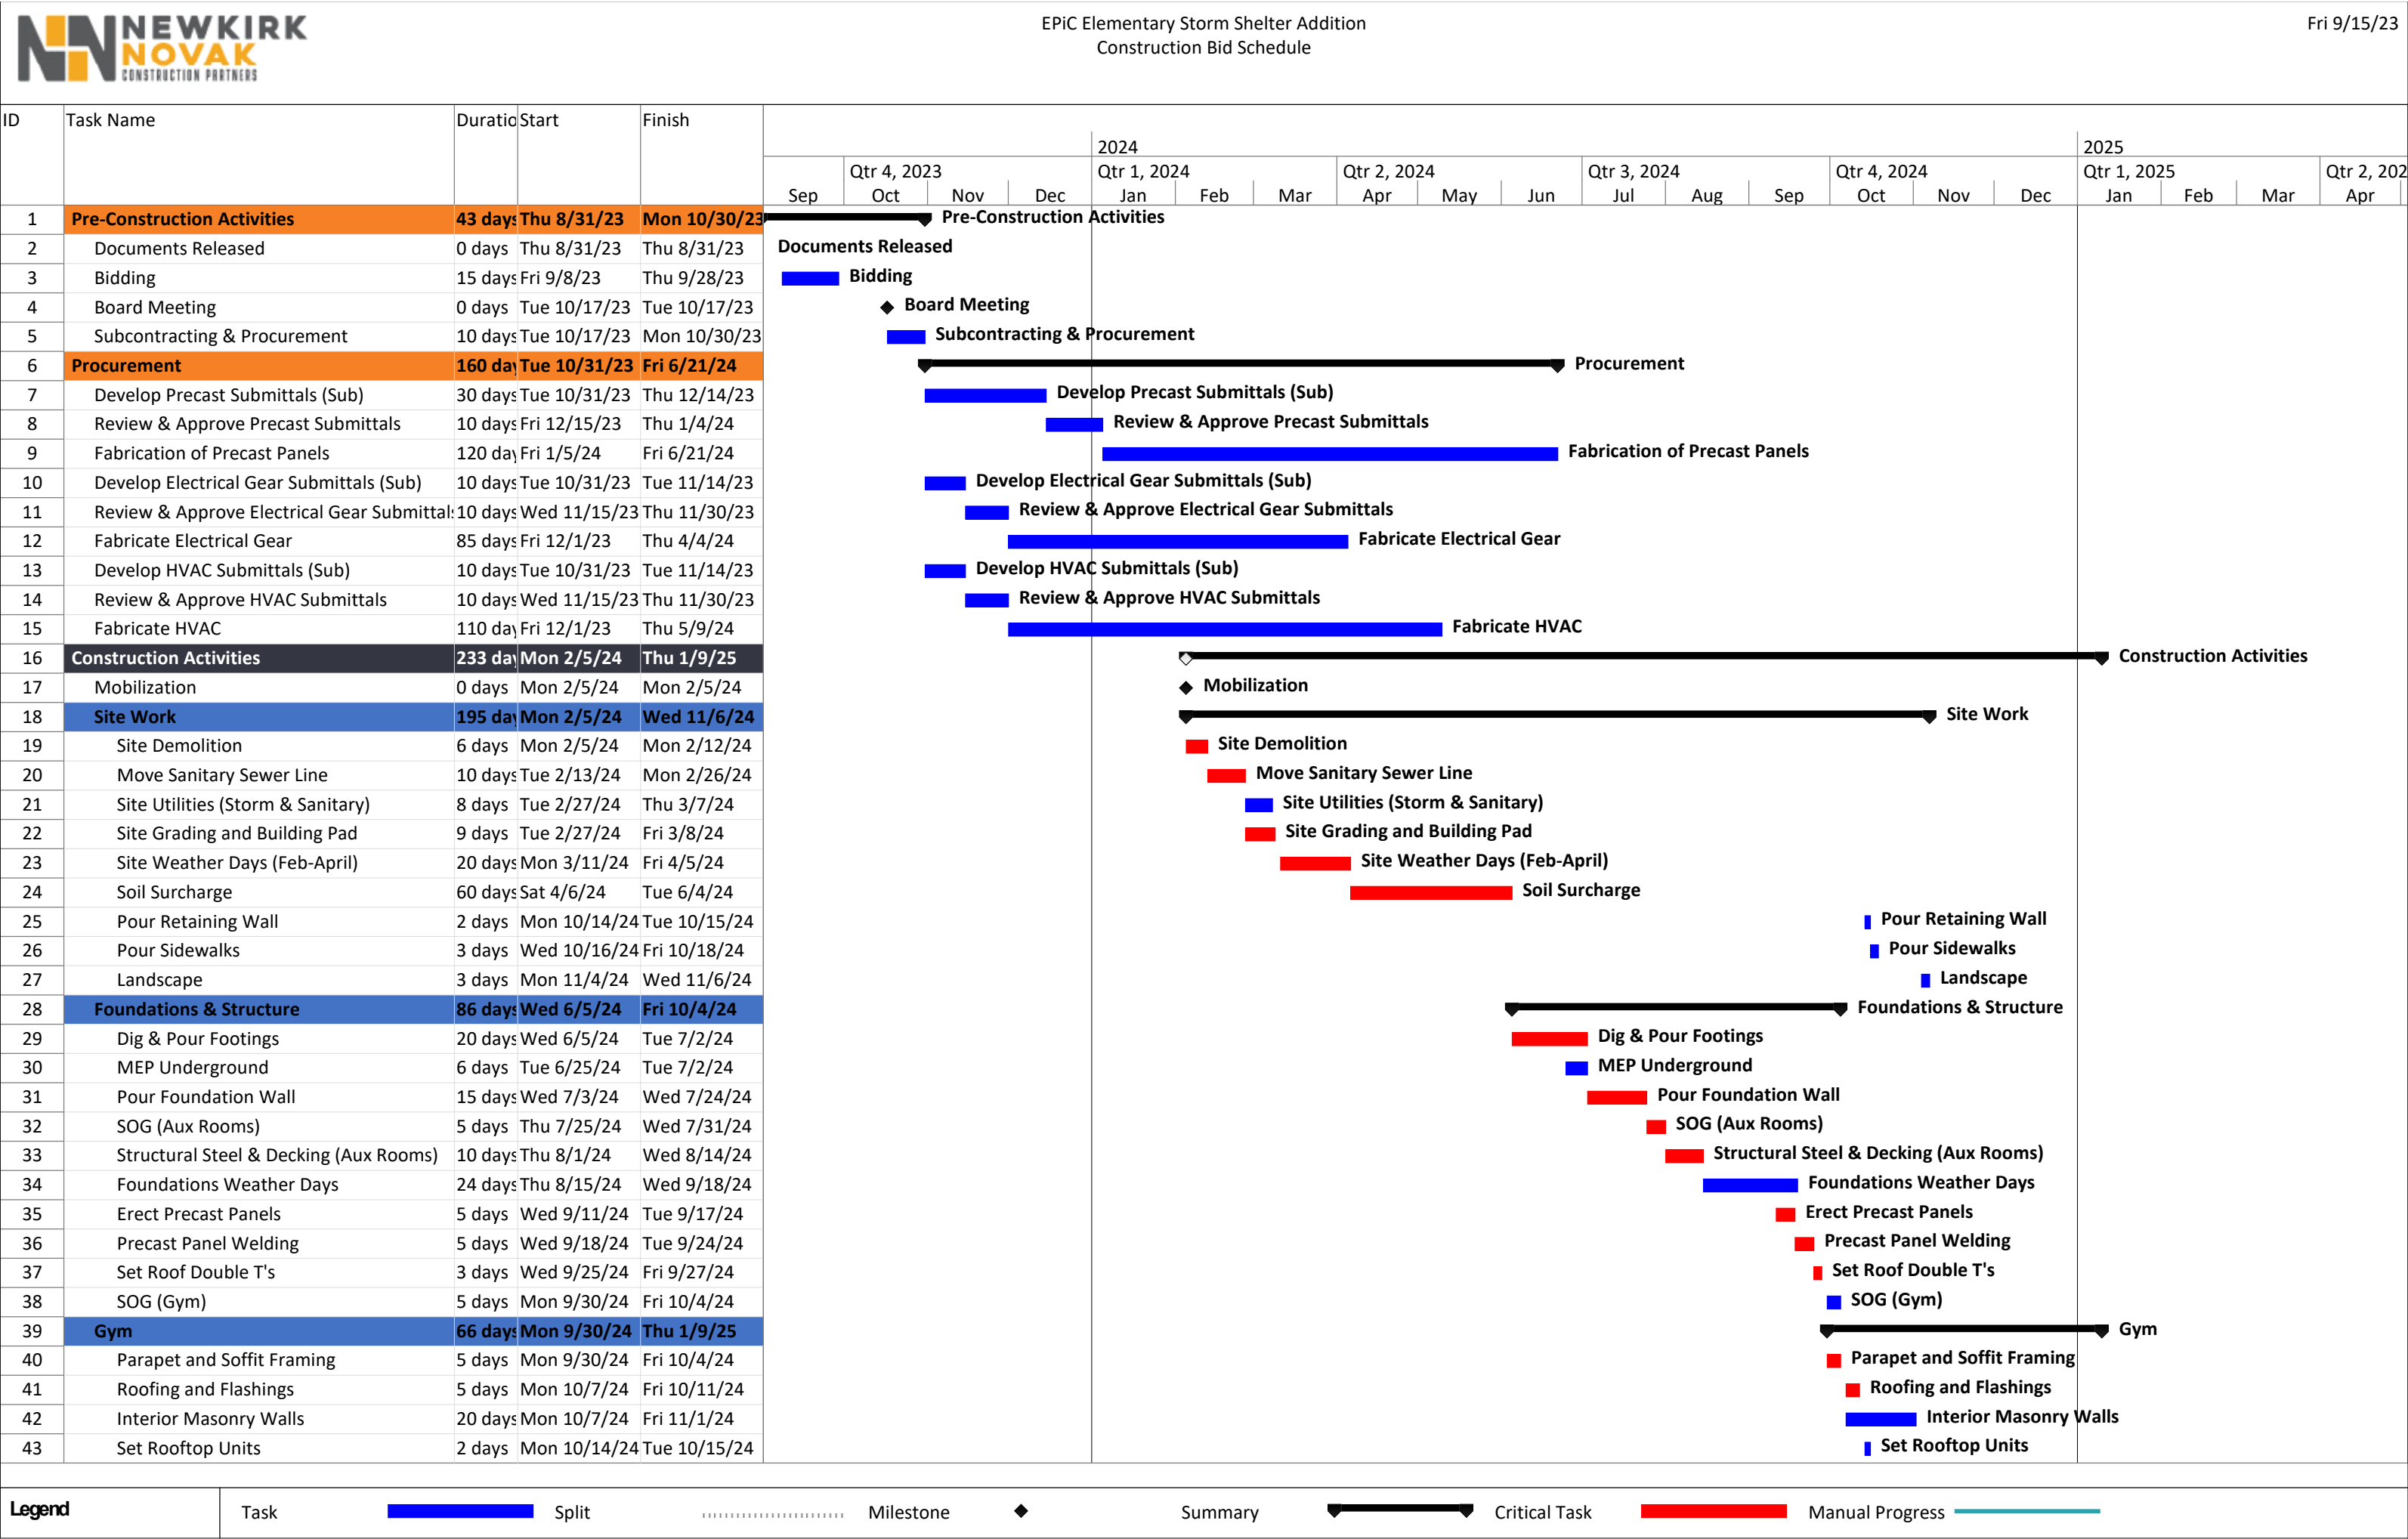 NEWKIRK
NOVAK
CONSTRUCTION PARTNERS
EPiC Elementary Storm Shelter Addition
Construction Bid Schedule
Fri 9/15/23
ID Task Name Duratio Start Finish
2024 2025
Qtr 4, 2023 Qtr 1, 2024 Qtr 2, 2024 Qtr 3, 2024 Qtr 4, 2024 Qtr 1, 2025 Qtr 2, 202
Sep Oct Nov Dec Jan Feb Mar Apr May Jun Jul Aug Sep Oct Nov Dec Jan Feb Mar Apr
1 Pre-Construction Activities 43 days Thu 8/31/23 Mon 10/30/23 Pre-Construction Activities
2 Documents Released 0 days Thu 8/31/23 Thu 8/31/23 Documents Released
3 Bidding 15 days Fri 9/8/23 Thu 9/28/23 Bidding
4 Board Meeting 0 days Tue 10/17/23 Tue 10/17/23 Board Meeting
5 Subcontracting & Procurement 10 days Tue 10/17/23 Mon 10/30/23 Subcontracting & Procurement
6 Procurement 160 day Tue 10/31/23 Fri 6/21/24 Procurement
7 Develop Precast Submittals (Sub) 30 days Tue 10/31/23 Thu 12/14/23 Develop Precast Submittals (Sub)
8 Review & Approve Precast Submittals 10 days Fri 12/15/23 Thu 1/4/24 Review & Approve Precast Submittals
9 Fabrication of Precast Panels 120 day Fri 1/5/24 Fri 6/21/24 Fabrication of Precast Panels
10 Develop Electrical Gear Submittals (Sub) 10 days Tue 10/31/23 Tue 11/14/23 Develop Electrical Gear Submittals (Sub)
11 Review & Approve Electrical Gear Submittals 10 days Wed 11/15/23 Thu 11/30/23 Review & Approve Electrical Gear Submittals
12 Fabricate Electrical Gear 85 days Fri 12/1/23 Thu 4/4/24 Fabricate Electrical Gear
13 Develop HVAC Submittals (Sub) 10 days Tue 10/31/23 Tue 11/14/23 Develop HVAC Submittals (Sub)
14 Review & Approve HVAC Submittals 10 days Wed 11/15/23 Thu 11/30/23 Review & Approve HVAC Submittals
15 Fabricate HVAC 110 day Fri 12/1/23 Thu 5/9/24 Fabricate HVAC
16 Construction Activities 233 day Mon 2/5/24 Thu 1/9/25 Construction Activities
17 Mobilization 0 days Mon 2/5/24 Mon 2/5/24 Mobilization
18 Site Work 195 day Mon 2/5/24 Wed 11/6/24 Site Work
19 Site Demolition 6 days Mon 2/5/24 Mon 2/12/24 Site Demolition
20 Move Sanitary Sewer Line 10 days Tue 2/13/24 Mon 2/26/24 Move Sanitary Sewer Line
21 Site Utilities (Storm & Sanitary) 8 days Tue 2/27/24 Thu 3/7/24 Site Utilities (Storm & Sanitary)
22 Site Grading and Building Pad 9 days Tue 2/27/24 Fri 3/8/24 Site Grading and Building Pad
23 Site Weather Days (Feb-April) 20 days Mon 3/11/24 Fri 4/5/24 Site Weather Days (Feb-April)
24 Soil Surcharge 60 days Sat 4/6/24 Tue 6/4/24 Soil Surcharge
25 Pour Retaining Wall 2 days Mon 10/14/24 Tue 10/15/24 Pour Retaining Wall
26 Pour Sidewalks 3 days Wed 10/16/24 Fri 10/18/24 Pour Sidewalks
27 Landscape 3 days Mon 11/4/24 Wed 11/6/24 Landscape
28 Foundations & Structure 86 days Wed 6/5/24 Fri 10/4/24 Foundations & Structure
29 Dig & Pour Footings 20 days Wed 6/5/24 Tue 7/2/24 Dig & Pour Footings
30 MEP Underground 6 days Tue 6/25/24 Tue 7/2/24 MEP Underground
31 Pour Foundation Wall 15 days Wed 7/3/24 Wed 7/24/24 Pour Foundation Wall
32 SOG (Aux Rooms) 5 days Thu 7/25/24 Wed 7/31/24 SOG (Aux Rooms)
33 Structural Steel & Decking (Aux Rooms) 10 days Thu 8/1/24 Wed 8/14/24 Structural Steel & Decking (Aux Rooms)
34 Foundations Weather Days 24 days Thu 8/15/24 Wed 9/18/24 Foundations Weather Days
35 Erect Precast Panels 5 days Wed 9/11/24 Tue 9/17/24 Erect Precast Panels
36 Precast Panel Welding 5 days Wed 9/18/24 Tue 9/24/24 Precast Panel Welding
37 Set Roof Double T's 3 days Wed 9/25/24 Fri 9/27/24 Set Roof Double T's
38 SOG (Gym) 5 days Mon 9/30/24 Fri 10/4/24 SOG (Gym)
39 Gym 66 days Mon 9/30/24 Thu 1/9/25 Gym
40 Parapet and Soffit Framing 5 days Mon 9/30/24 Fri 10/4/24 Parapet and Soffit Framing
41 Roofing and Flashings 5 days Mon 10/7/24 Fri 10/11/24 Roofing and Flashings
42 Interior Masonry Walls 20 days Mon 10/7/24 Fri 11/1/24 Interior Masonry Walls
43 Set Rooftop Units 2 days Mon 10/14/24 Tue 10/15/24 Set Rooftop Units
Legend Task Split Milestone Summary Critical Task Manual Progress